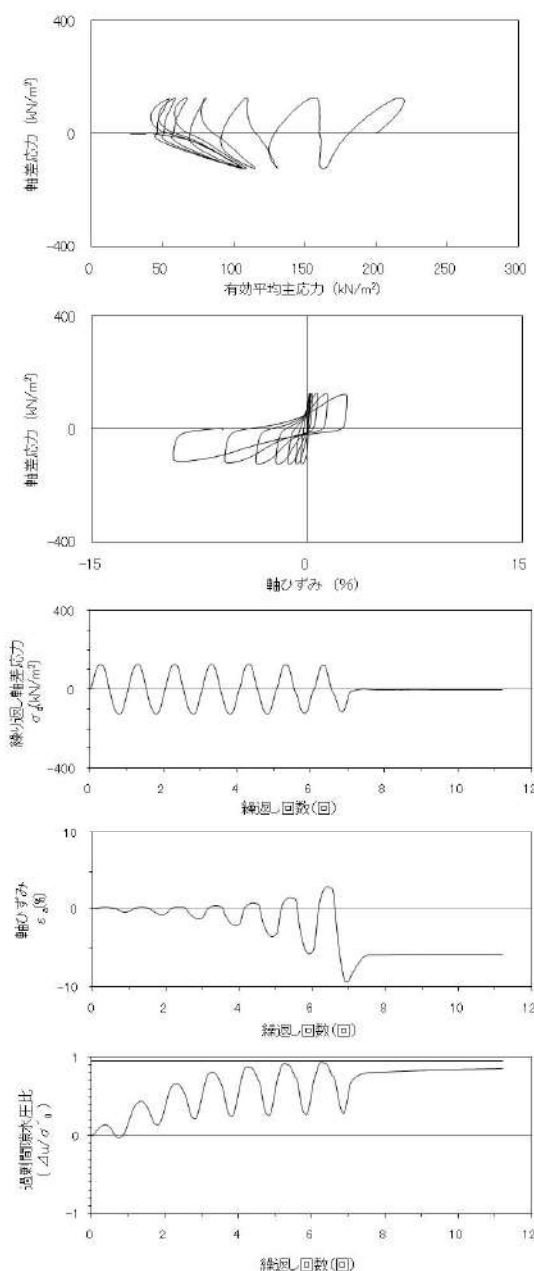 400
0
-400
軸差応力 (kN/m²)
0 50 100 150 200 250 300
有効平均主応力 (kN/m²)
400
0
-400
軸差応力 (kN/m²)
-15 0 15
軸ひずみ (%)
400
0
-400
繰り返し軸差応力
σd(kN/m²)
0 2 4 6 8 10 12
繰返し回数(回)
10
0
-10
軸ひずみ
εa(%)
0 2 4 6 8 10 12
繰返し回数(回)
1
0
-1
過剰間隙水圧比
(Δu/σ'0)
0 2 4 6 8 10 12
繰返し回数(回)